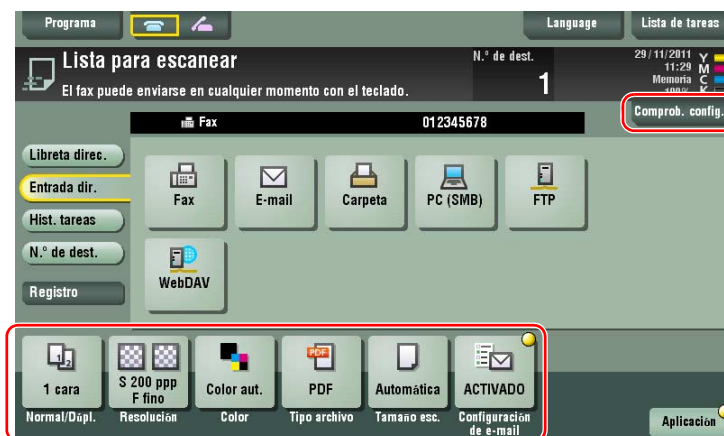 Programa
Language
Lista de tareas
Lista para escanear
El fax puede enviarse en cualquier momento con el teclado.
N.º de dest.
1
29/11/2011
11:29
Memoria
100%
Y
M
C
K
Comprob. config.
Fax
012345678
Libreta direc.
Entrada dir.
Hist. tareas
N.º de dest.
Registro
Fax
E-mail
Carpeta
PC (SMB)
FTP
WebDAV
1 cara
Normal/Dúpl.
S 200 ppp
F fino
Resolución
Color aut.
Color
PDF
PDF
Tipo archivo
Automática
Tamaño esc.
ACTIVADO
Configuración
de e-mail
Aplicación